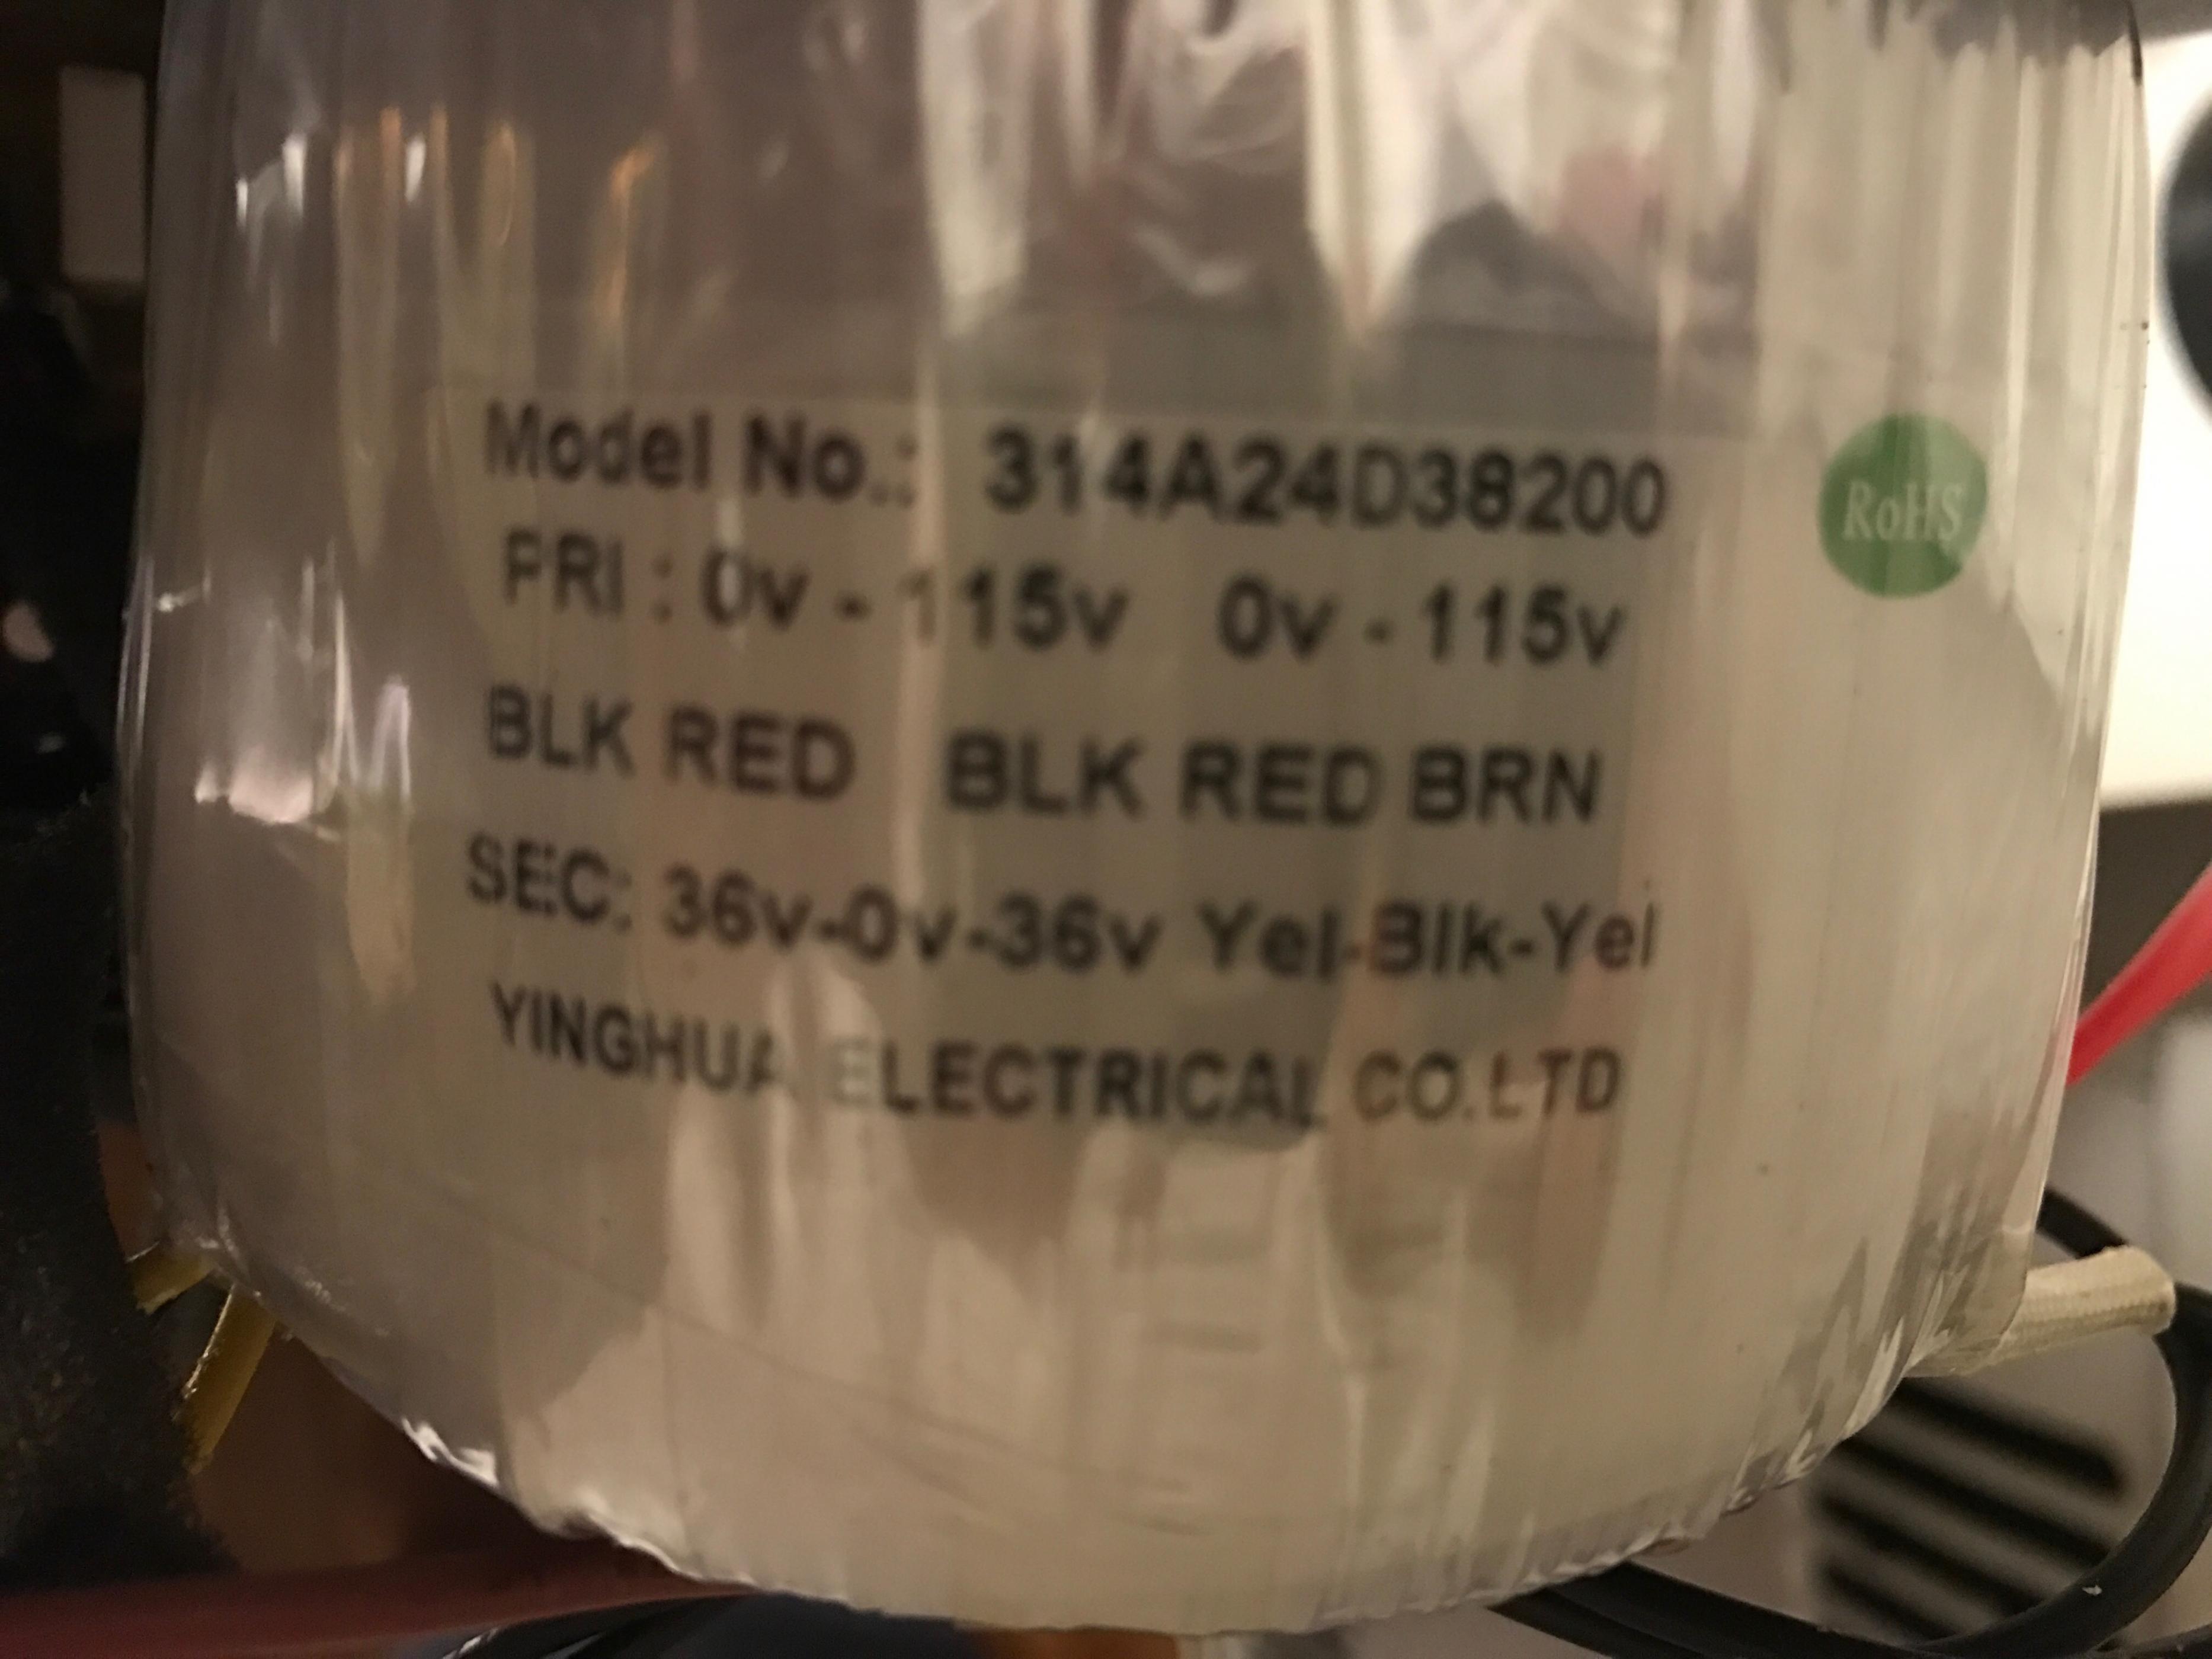 Model No.: 314A24D38200
RoHS
PRI : 0v - 115v 0v - 115v
BLK RED BLK RED BRN
SEC: 36v-0v-36v Yel-Blk-Yel
YINGHUA ELECTRICAL CO.LTD